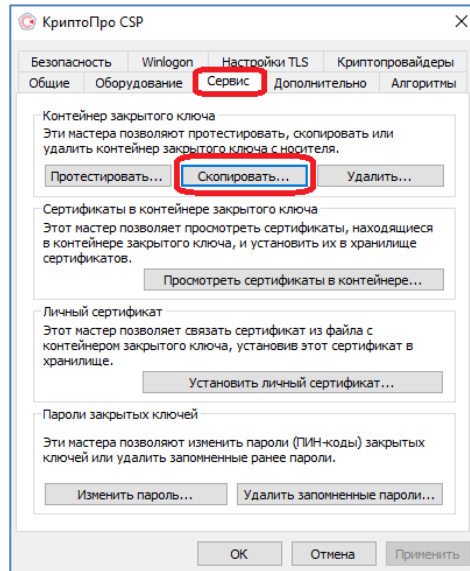 КриптоПро CSP
Безопасность Winlogon Настройки TLS Криптопровайдеры
Общие Оборудование Сервис Дополнительно Алгоритмы
Контейнер закрытого ключа
Эти мастера позволяют протестировать, скопировать или
удалить контейнер закрытого ключа с носителя.
Протестировать... Скопировать... Удалить...
Сертификаты в контейнере закрытого ключа
Этот мастер позволяет просмотреть сертификаты, находящиеся
в контейнере закрытого ключа, и установить их в хранилище
сертификатов.
Просмотреть сертификаты в контейнере...
Личный сертификат
Этот мастер позволяет связать сертификат из файла с
контейнером закрытого ключа, установив этот сертификат в
хранилище.
Установить личный сертификат...
Пароли закрытых ключей
Эти мастера позволяют изменить пароли (ПИН-коды) закрытых
ключей или удалить запомненные ранее пароли.
Изменить пароль... Удалить запомненные пароли...
ОК Отмена Применить